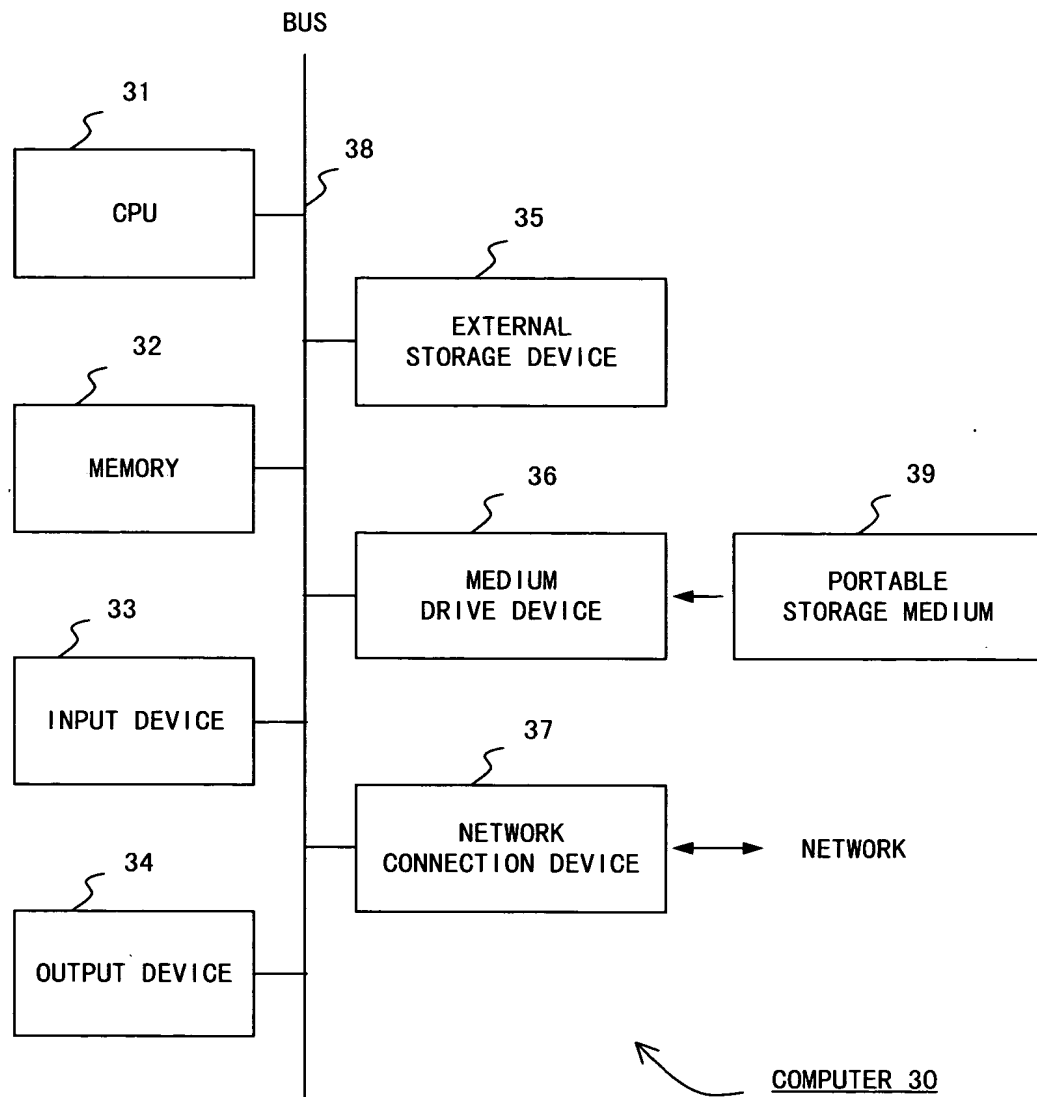 BUS
31
38
CPU
35
EXTERNAL
STORAGE DEVICE
32
MEMORY
36
39
MEDIUM
DRIVE DEVICE
PORTABLE
STORAGE MEDIUM
33
INPUT DEVICE
37
NETWORK
CONNECTION DEVICE
NETWORK
34
OUTPUT DEVICE
COMPUTER 30